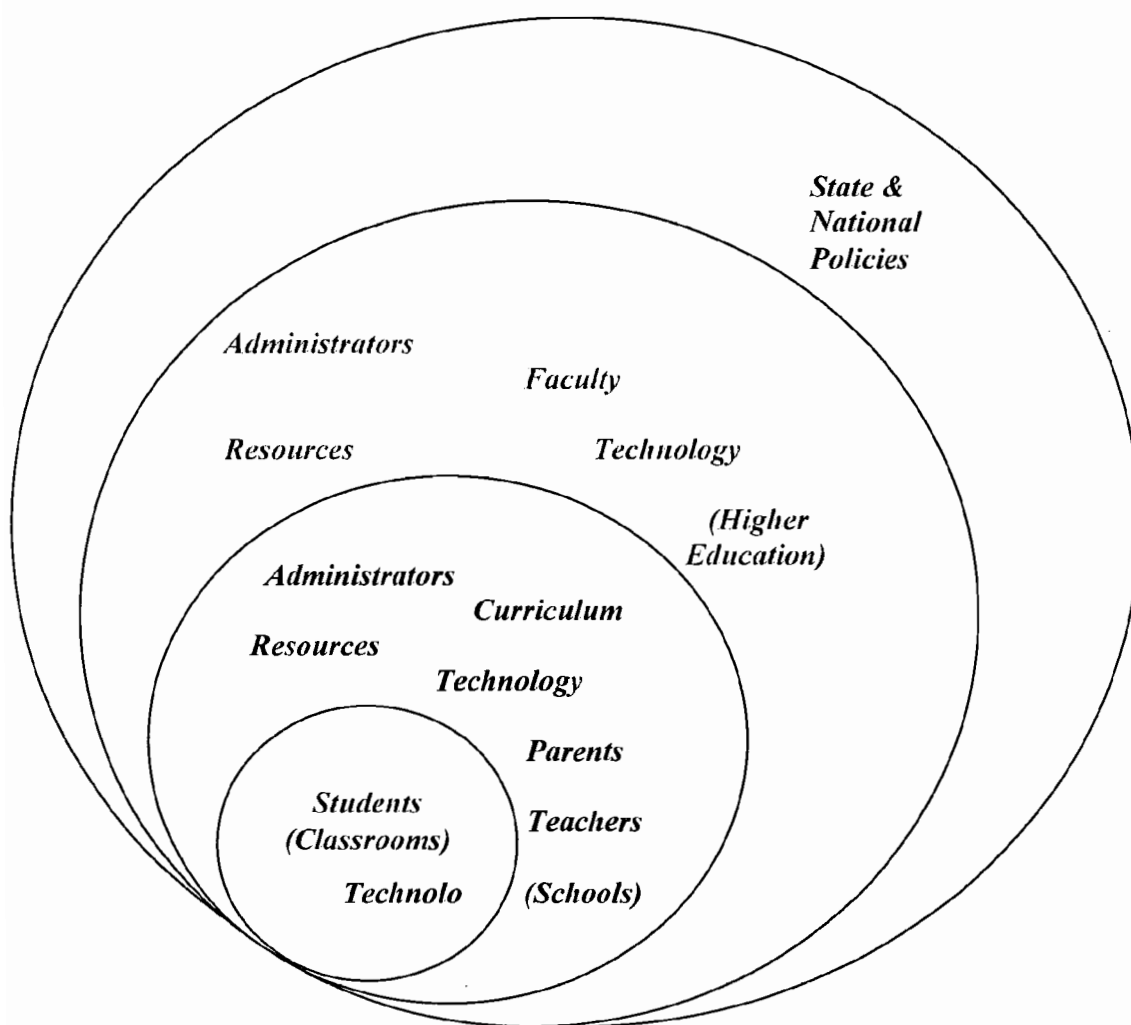 State &
National
Policies
Administrators
Faculty
Resources
Technology
(Higher
Education)
Administrators
Curriculum
Resources
Technology
Parents
Students
(Classrooms)
Teachers
Technolo
(Schools)